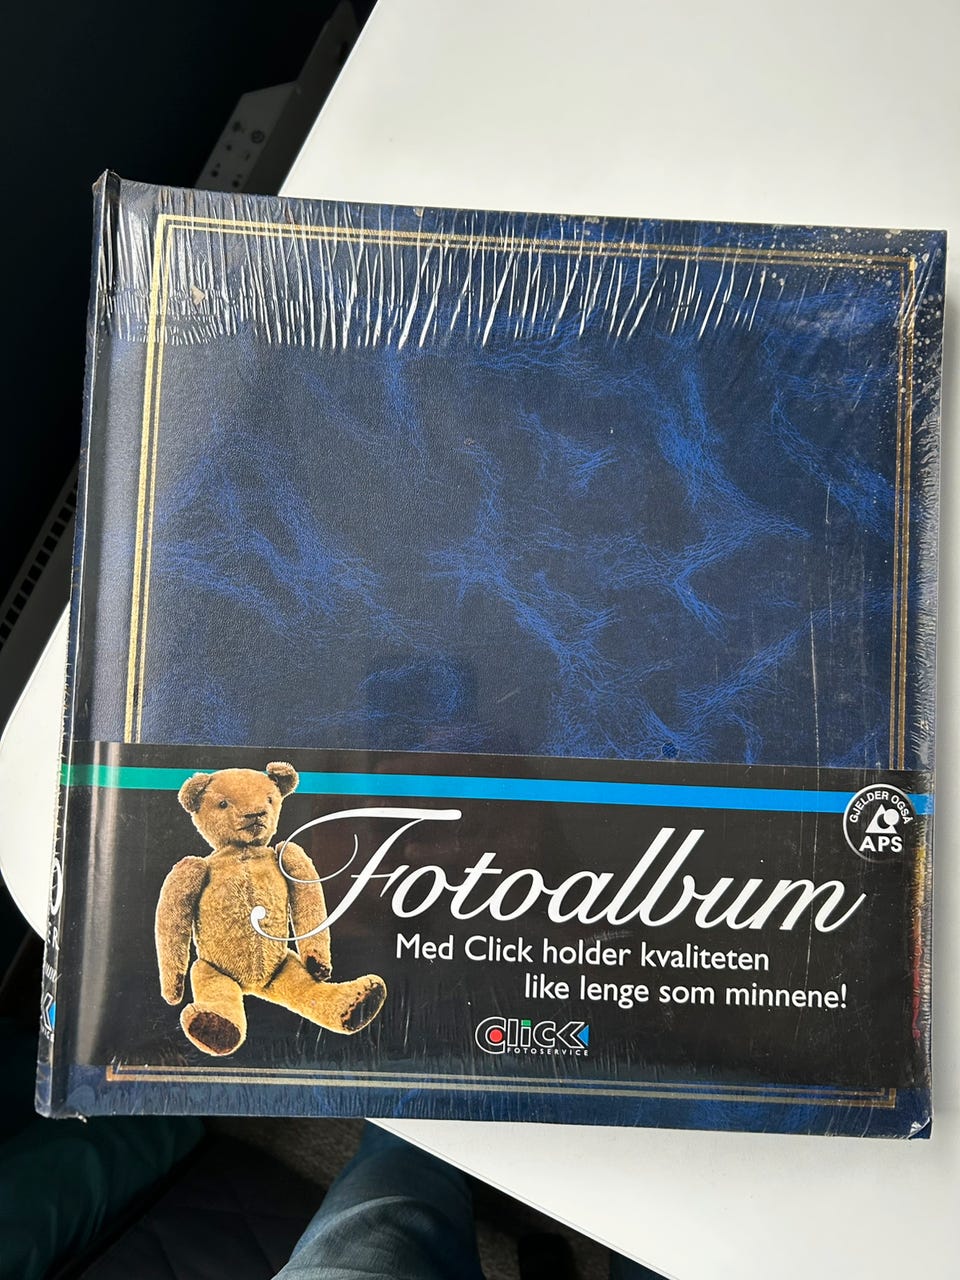 GJELDER OGSÅ
APS
Fotoalbum
Med Click holder kvaliteten
like lenge som minnene!
Click
FOTOSERVICE